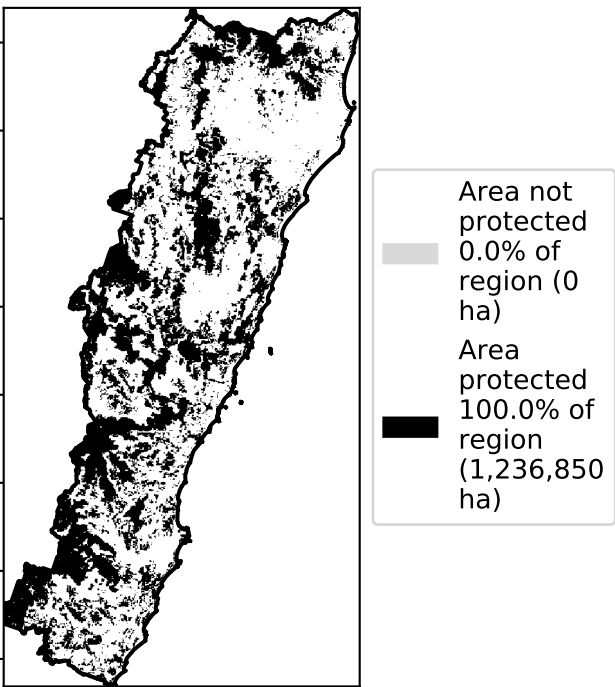 Area not
protected
0.0% of
region (0
ha)
Area
protected
100.0% of
region
(1,236,850
ha)